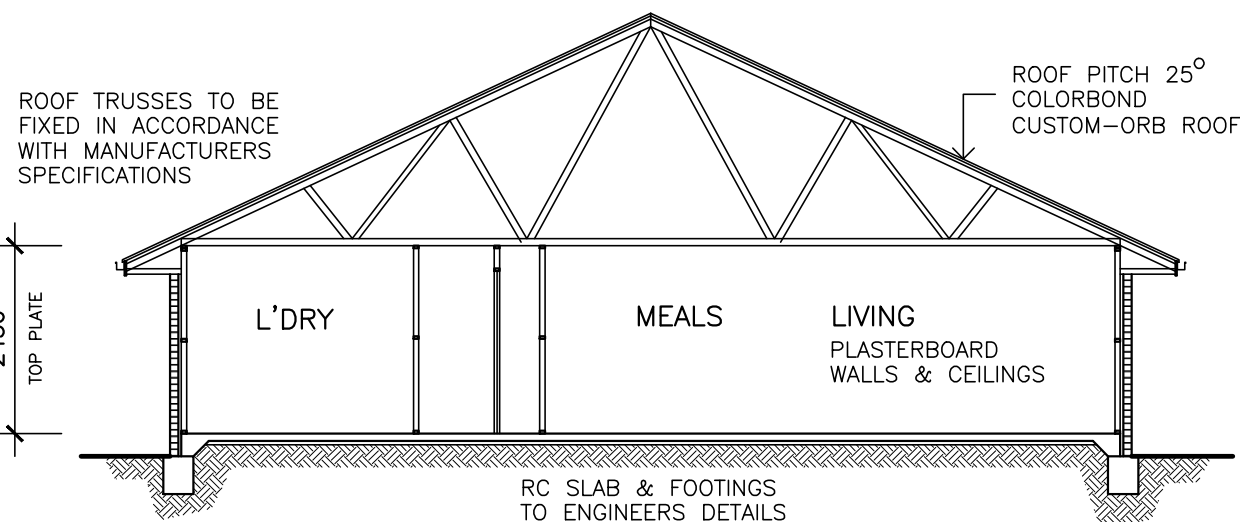 ROOF TRUSSES TO BE
FIXED IN ACCORDANCE
WITH MANUFACTURERS
SPECIFICATIONS
ROOF PITCH 25°
COLORBOND
CUSTOM-ORB ROOF
TOP PLATE
L'DRY
MEALS
LIVING
PLASTERBOARD
WALLS & CEILINGS
RC SLAB & FOOTINGS
TO ENGINEERS DETAILS